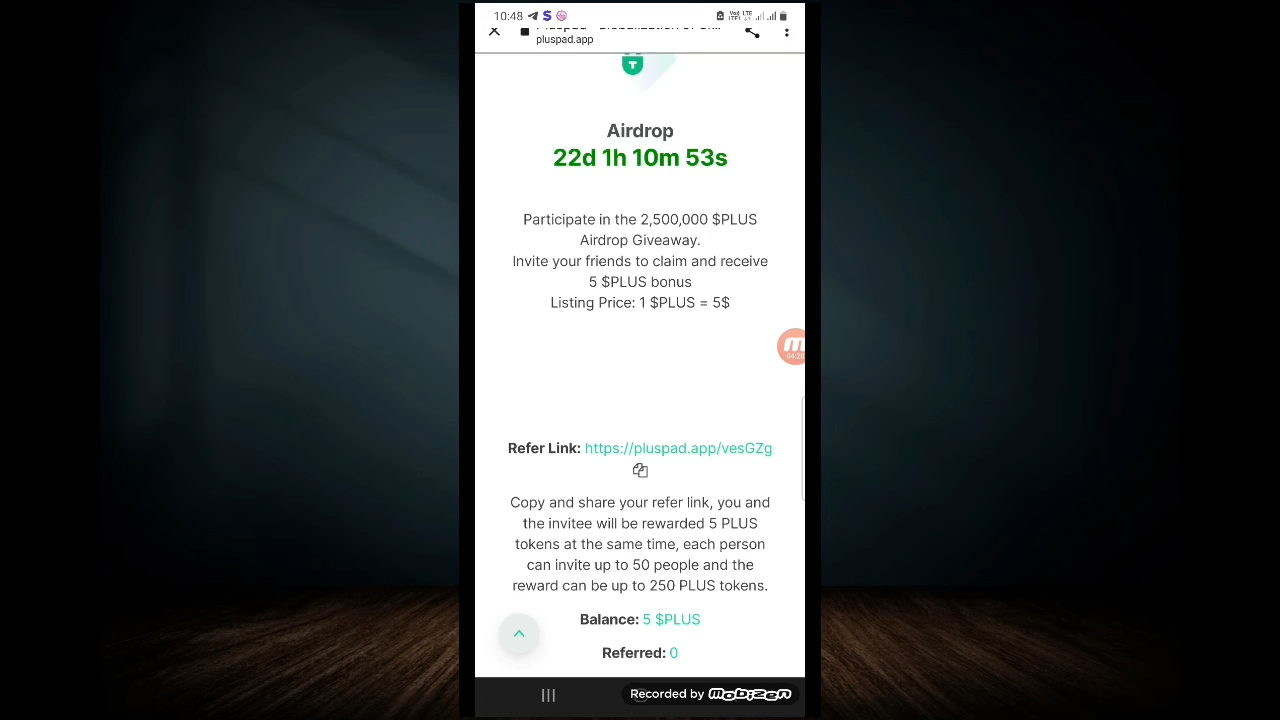 10:48
pluspad.app
Airdrop
22d 1h 10m 53s
Participate in the 2,500,000 $PLUS
Airdrop Giveaway.
Invite your friends to claim and receive
5 $PLUS bonus
Listing Price: 1 $PLUS = 5$
04:20
Refer Link: https://pluspad.app/vesGZg
Copy and share your refer link, you and
the invitee will be rewarded 5 PLUS
tokens at the same time, each person
can invite up to 50 people and the
reward can be up to 250 PLUS tokens.
Balance: 5 $PLUS
Referred: 0
Recorded by mobizen